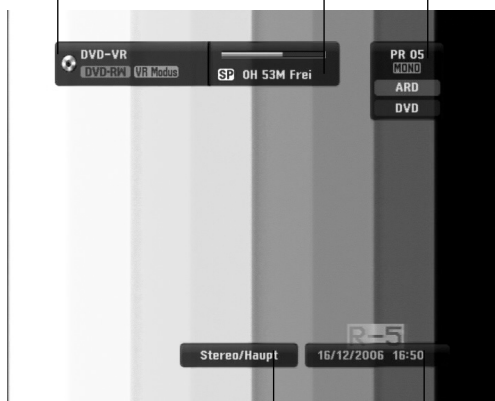 DVD-VR
DVD-RW VR Modus
SP 0H 53M Frei
PR 05
MONO
ARD
DVD
R-5
Stereo/Haupt
16/12/2006 16:50